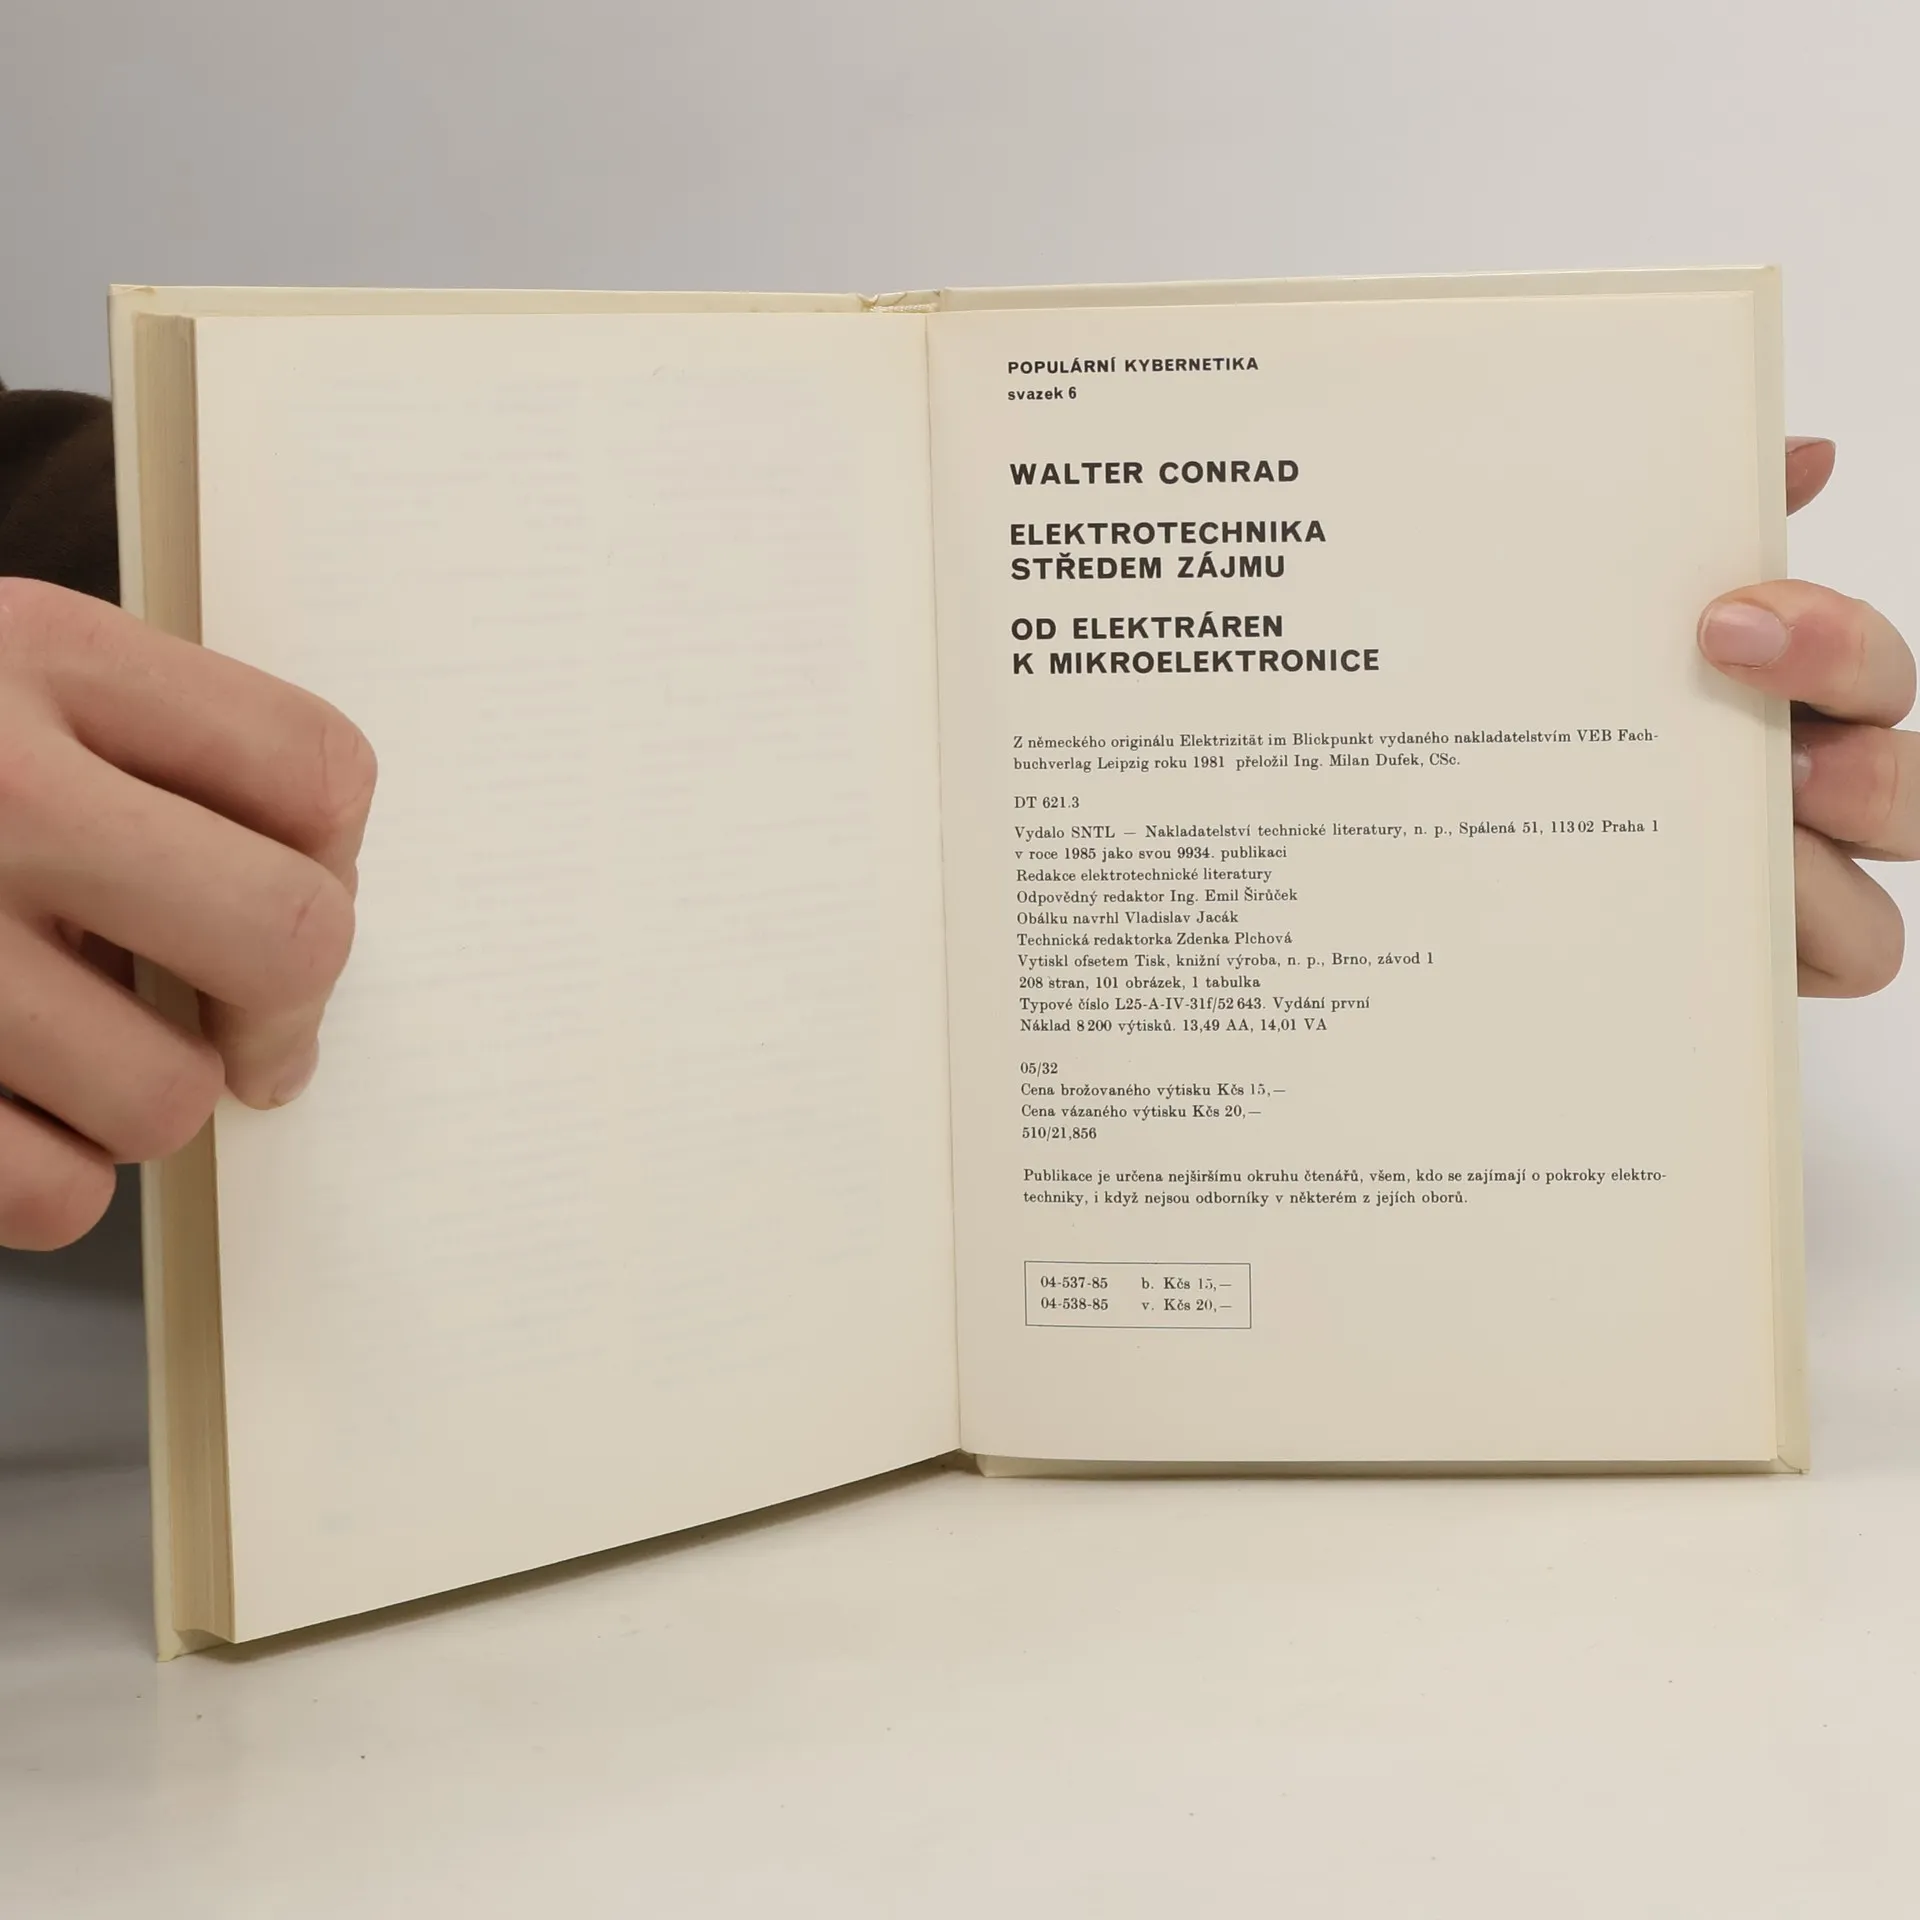 POPULÁRNÍ KYBERNETIKA
svazek 6
WALTER CONRAD
ELEKTROTECHNIKA
STŘEDEM ZÁJMU
OD ELEKTRÁREN
K MIKROELEKTRONICE
Z německého originálu Elektrizität im Blickpunkt vydaného nakladatelstvím VEB Fach-
buchverlag Leipzig roku 1981 přeložil Ing. Milan Dufek, CSc.
DT 621.3
Vydalo SNTL — Nakladatelství technické literatury, n. p., Spálená 51, 113 02 Praha 1
v roce 1985 jako svou 9934. publikaci
Redakce elektrotechnické literatury
Odpovědný redaktor Ing. Emil Širůček
Obálku navrhl Vladislav Jacák
Technická redaktorka Zdenka Plchová
Vytiskl ofsetem Tisk, knižní výroba, n. p., Brno, závod 1
208 stran, 101 obrázek, 1 tabulka
Typové číslo L25-A-IV-31f/52 643. Vydání první
Náklad 8 200 výtisků. 13,49 AA, 14,01 VA
05/32
Cena brožovaného výtisku Kčs 15,—
Cena vázaného výtisku Kčs 20,—
510/21,856
Publikace je určena nejširšímu okruhu čtenářů, všem, kdo se zajímají o pokroky elektro-
techniky, i když nejsou odborníky v některém z jejích oborů.
04-537-85 b. Kčs 15,—
04-538-85 v. Kčs 20,—